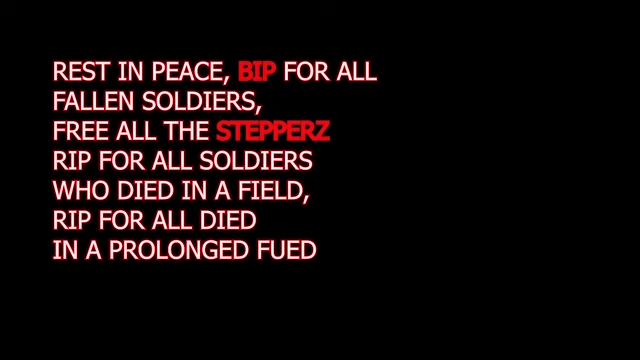 REST IN PEACE, BIP FOR ALL
FALLEN SOLDIERS,
FREE ALL THE STEPPERZ
RIP FOR ALL SOLDIERS
WHO DIED IN A FIELD,
RIP FOR ALL DIED
IN A PROLONGED FUED